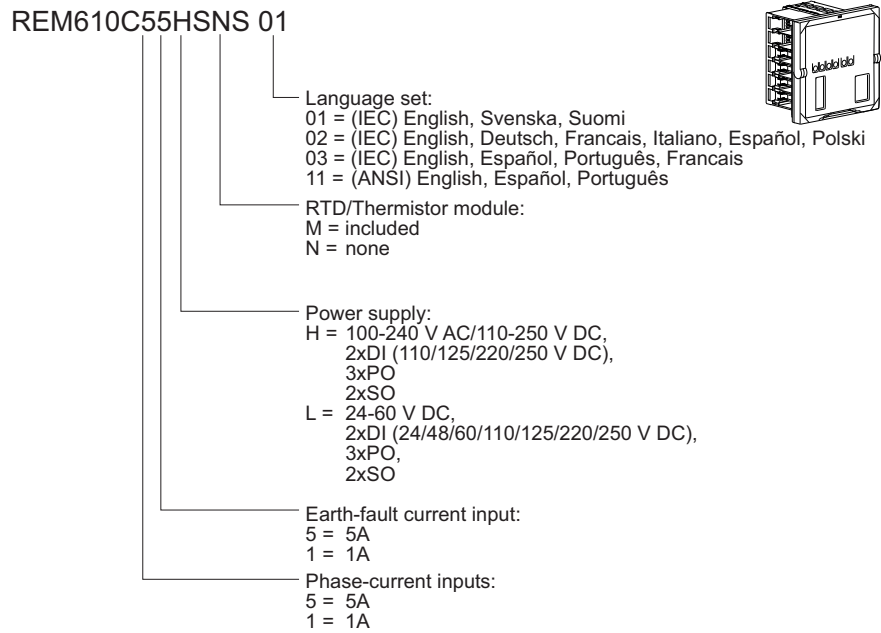 REM610C55HSNS 01
Language set:
01 = (IEC) English, Svenska, Suomi
02 = (IEC) English, Deutsch, Francais, Italiano, Español, Polski
03 = (IEC) English, Español, Português, Francais
11 = (ANSI) English, Español, Português
RTD/Thermistor module:
M = included
N = none
Power supply:
H = 100-240 V AC/110-250 V DC,
2xDI (110/125/220/250 V DC),
3xPO
2xSO
L = 24-60 V DC,
2xDI (24/48/60/110/125/220/250 V DC),
3xPO,
2xSO
Earth-fault current input:
5 = 5A
1 = 1A
Phase-current inputs:
5 = 5A
1 = 1A